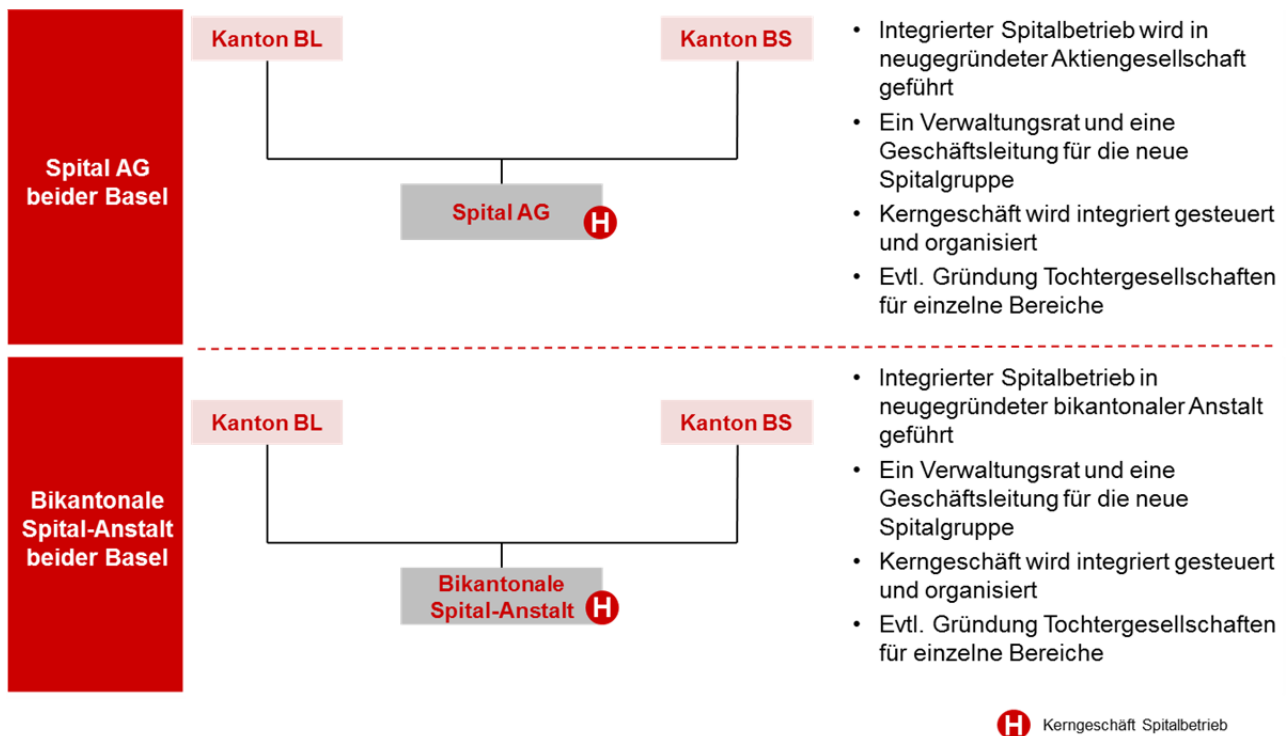 Spital AG
beider Basel
Kanton BL
Kanton BS
Spital AG
H
• Integrierter Spitalbetrieb wird in
neugegründeter Aktiengesellschaft
geführt
• Ein Verwaltungsrat und eine
Geschäftsleitung für die neue
Spitalgruppe
• Kerngeschäft wird integriert gesteuert
und organisiert
• Evtl. Gründung Tochtergesellschaften
für einzelne Bereiche
Bikantonale
Spital-Anstalt
beider Basel
Kanton BL
Kanton BS
Bikantonale
Spital-Anstalt
H
• Integrierter Spitalbetrieb in
neugegründeter bikantonaler Anstalt
geführt
• Ein Verwaltungsrat und eine
Geschäftsleitung für die neue
Spitalgruppe
• Kerngeschäft wird integriert gesteuert
und organisiert
• Evtl. Gründung Tochtergesellschaften
für einzelne Bereiche
H Kerngeschäft Spitalbetrieb